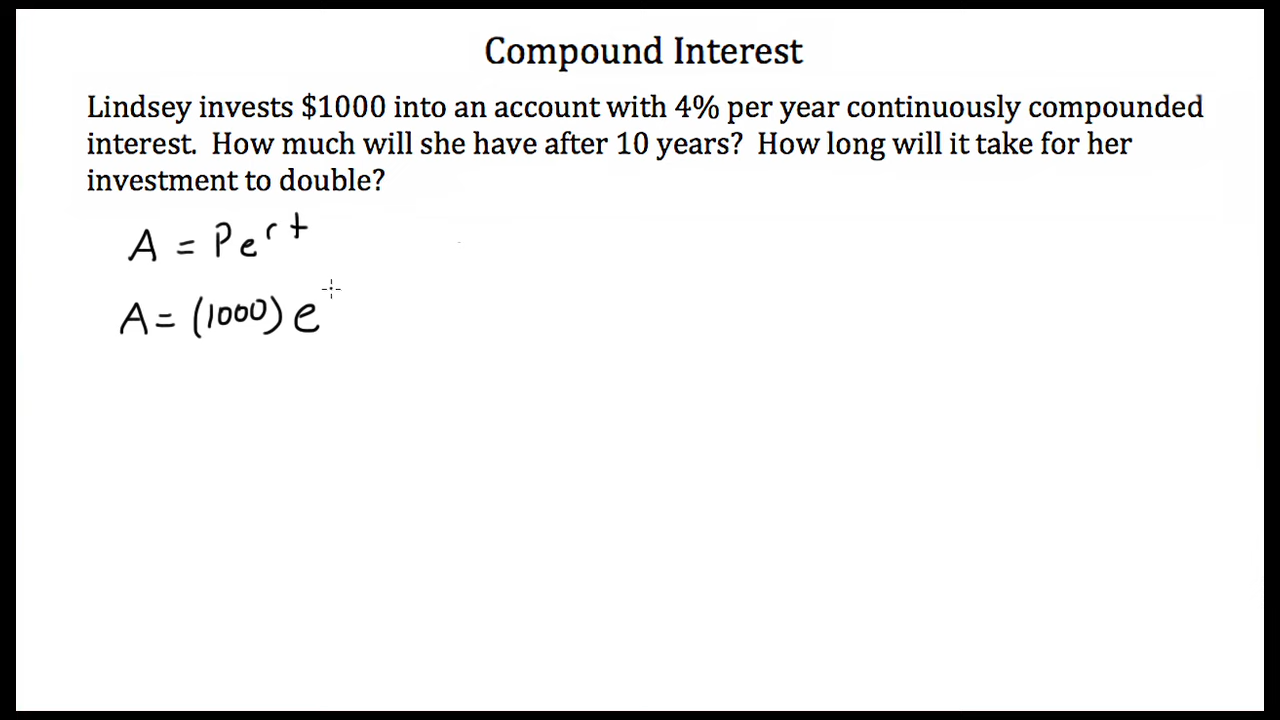 Compound Interest
Lindsey invests $1000 into an account with 4% per year continuously compounded
interest. How much will she have after 10 years? How long will it take for her
investment to double?
A = Pe^rt
A = (1000) e